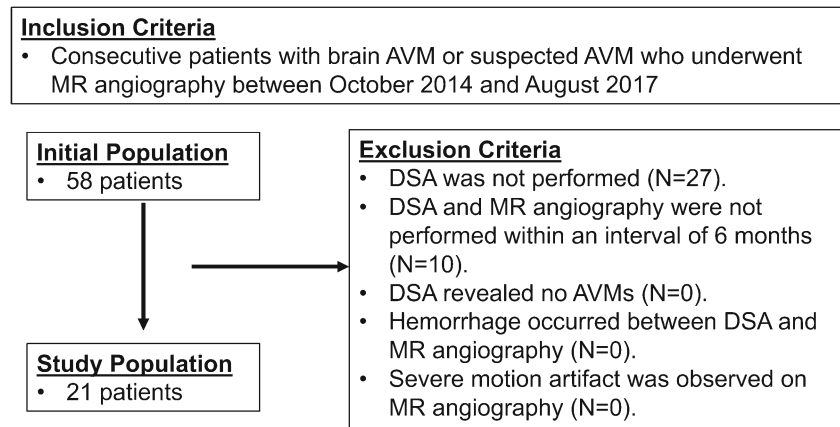 Inclusion Criteria
• Consecutive patients with brain AVM or suspected AVM who underwent
MR angiography between October 2014 and August 2017
Initial Population
• 58 patients
Exclusion Criteria
• DSA was not performed (N=27).
• DSA and MR angiography were not
performed within an interval of 6 months
(N=10).
• DSA revealed no AVMs (N=0).
• Hemorrhage occurred between DSA and
MR angiography (N=0).
• Severe motion artifact was observed on
MR angiography (N=0).
Study Population
• 21 patients